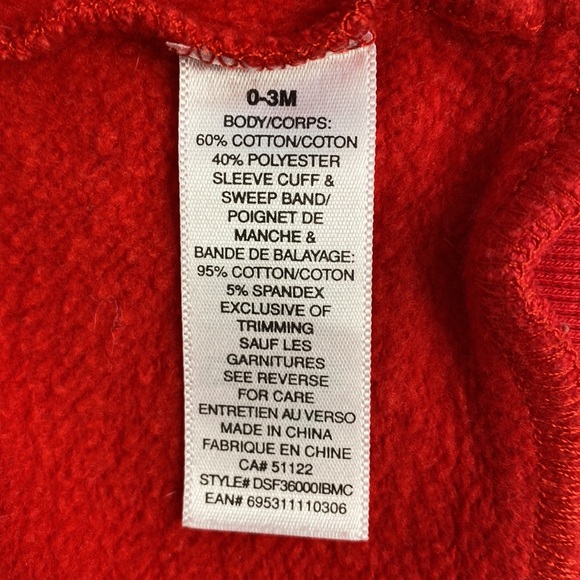 0-3M
BODY/CORPS:
60% COTTON/COTON
40% POLYESTER
SLEEVE CUFF &
SWEEP BAND/
POIGNET DE
MANCHE &
BANDE DE BALAYAGE:
95% COTTON/COTON
5% SPANDEX
EXCLUSIVE OF
TRIMMING
SAUF LES
GARNITURES
SEE REVERSE
FOR CARE
ENTRETIEN AU VERSO
MADE IN CHINA
FABRIQUE EN CHINE
CA# 51122
STYLE# DSF36000IBMC
EAN# 695311110306